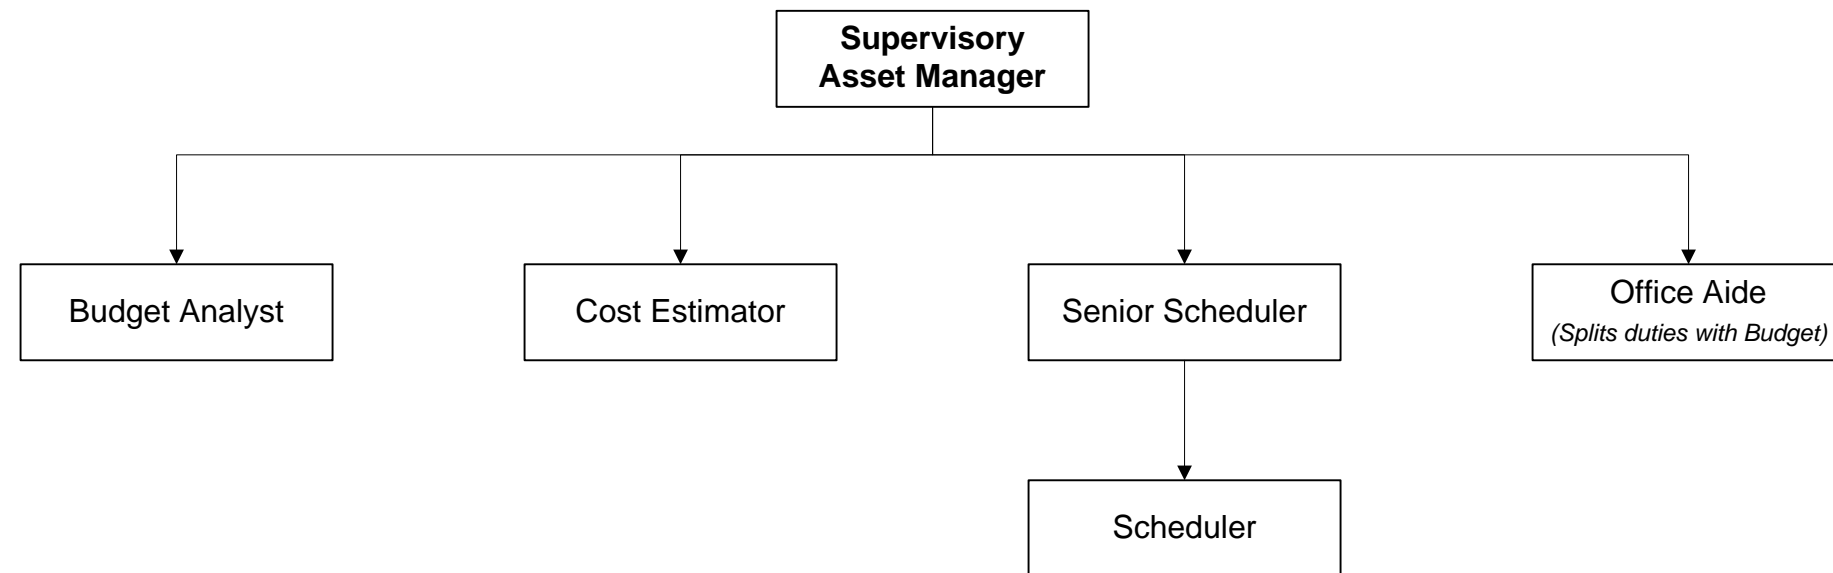 Supervisory
Asset Manager
Budget Analyst
Cost Estimator
Senior Scheduler
Office Aide
(Splits duties with Budget)
Scheduler